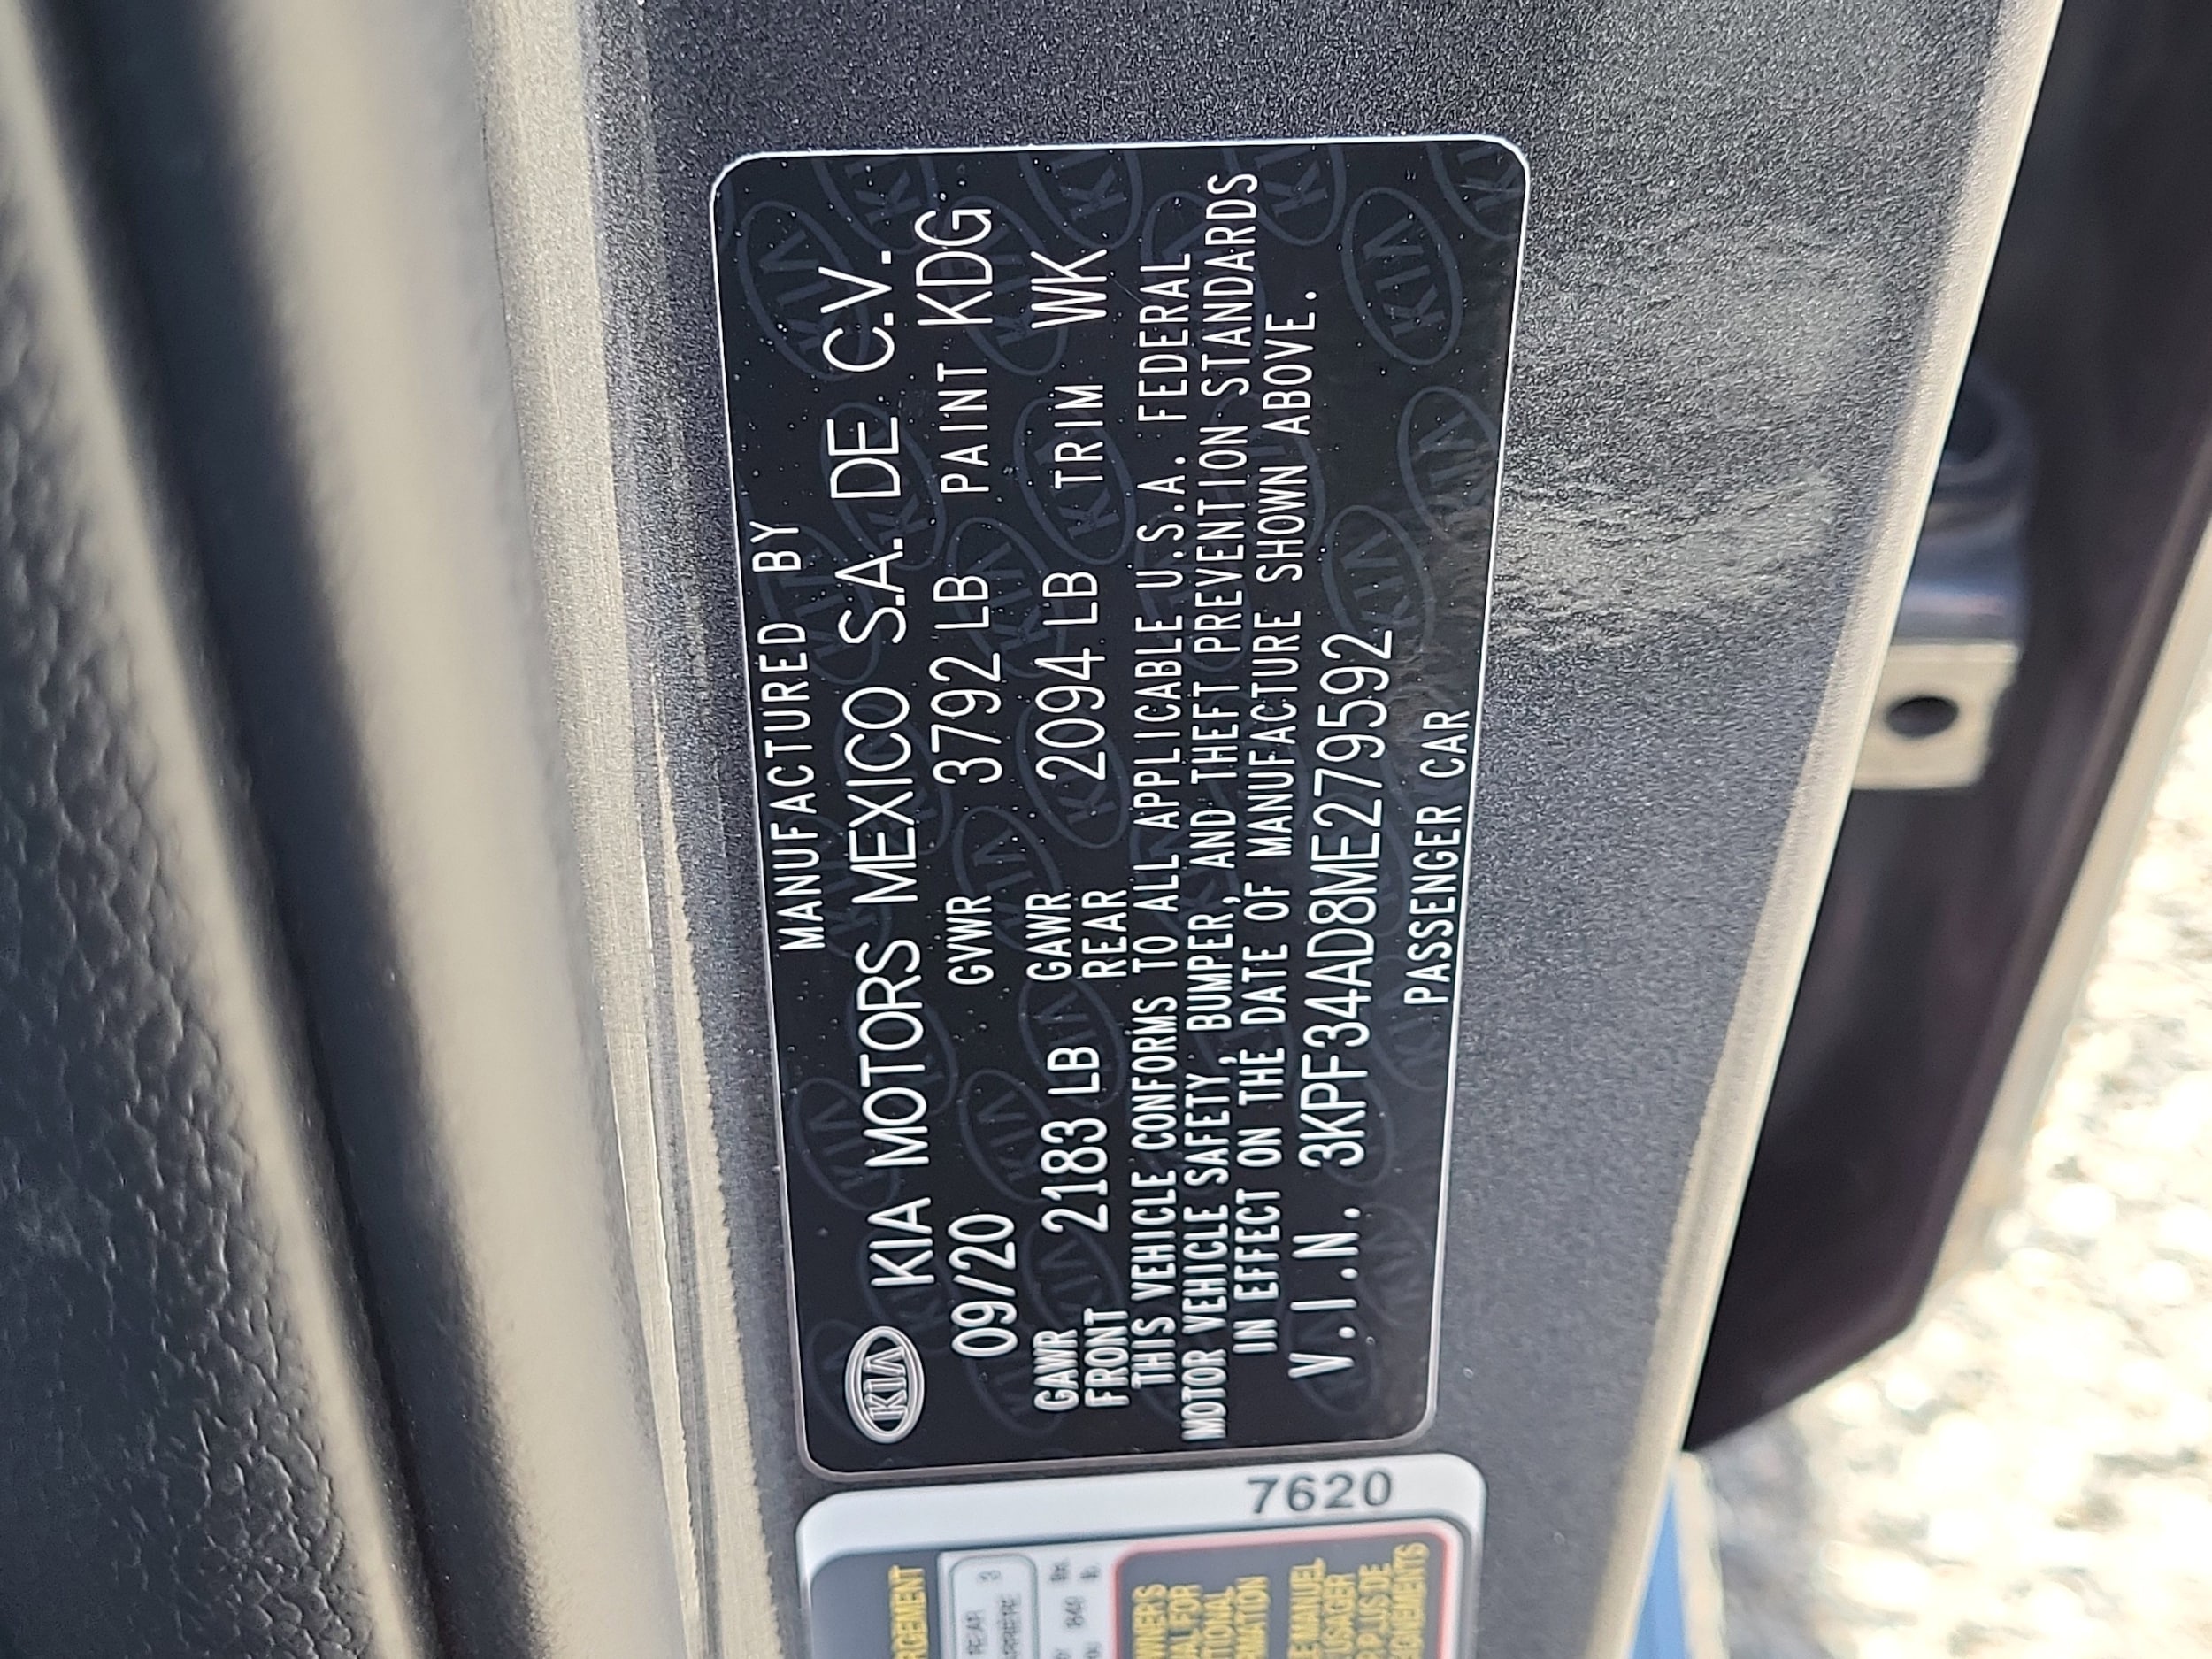 MANUFACTURED BY
KIA KIA MOTORS MEXICO S.A. DE C.V.
09/20 GVWR 3792 LB PAINT KDG
GAWR FRONT 2183 LB GAWR REAR 2094 LB TRIM WK
THIS VEHICLE CONFORMS TO ALL APPLICABLE U.S.A. FEDERAL
MOTOR VEHICLE SAFETY, BUMPER, AND THEFT PREVENTION STANDARDS
IN EFFECT ON THE DATE OF MANUFACTURE SHOWN ABOVE.
V.I.N. 3KPF34AD8ME279592
PASSENGER CAR
7620
REAR 3